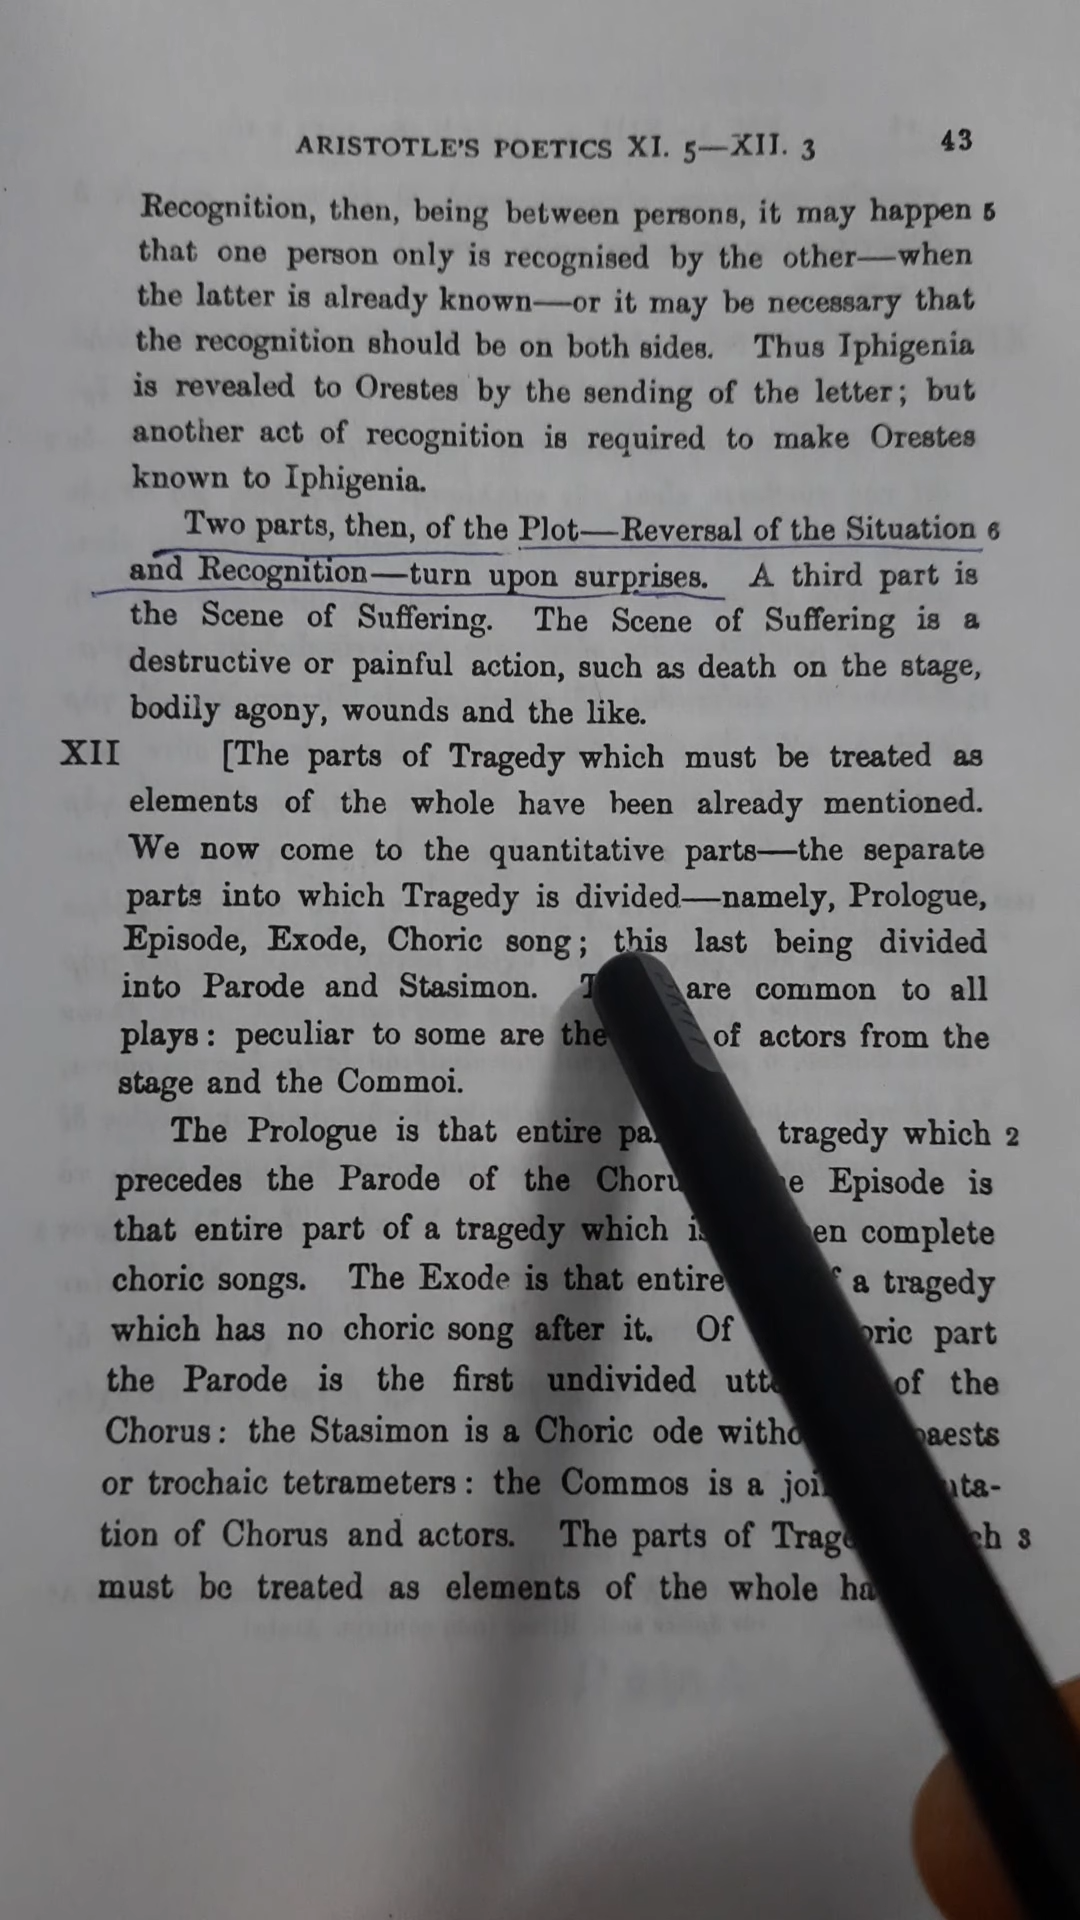 ARISTOTLE'S POETICS XI. 5—XII. 3 43
Recognition, then, being between persons, it may happen 5
that one person only is recognised by the other—when
the latter is already known—or it may be necessary that
the recognition should be on both sides. Thus Iphigenia
is revealed to Orestes by the sending of the letter; but
another act of recognition is required to make Orestes
known to Iphigenia.
Two parts, then, of the Plot—Reversal of the Situation 6
and Recognition—turn upon surprises. A third part is
the Scene of Suffering. The Scene of Suffering is a
destructive or painful action, such as death on the stage,
bodily agony, wounds and the like.
XII [The parts of Tragedy which must be treated as
elements of the whole have been already mentioned.
We now come to the quantitative parts—the separate
parts into which Tragedy is divided—namely, Prologue,
Episode, Exode, Choric song; this last being divided
into Parode and Stasimon. are common to all
plays: peculiar to some are the of actors from the
stage and the Commoi.
The Prologue is that entire tragedy which 2
precedes the Parode of the Episode is
that entire part of a tragedy which complete
choric songs. The Exode is that entire a tragedy
which has no choric song after it. Of part
the Parode is the first undivided of the
Chorus: the Stasimon is a Choric ode
or trochaic tetrameters: the Commos is a
tion of Chorus and actors. The parts of 3
must be treated as elements of the whole